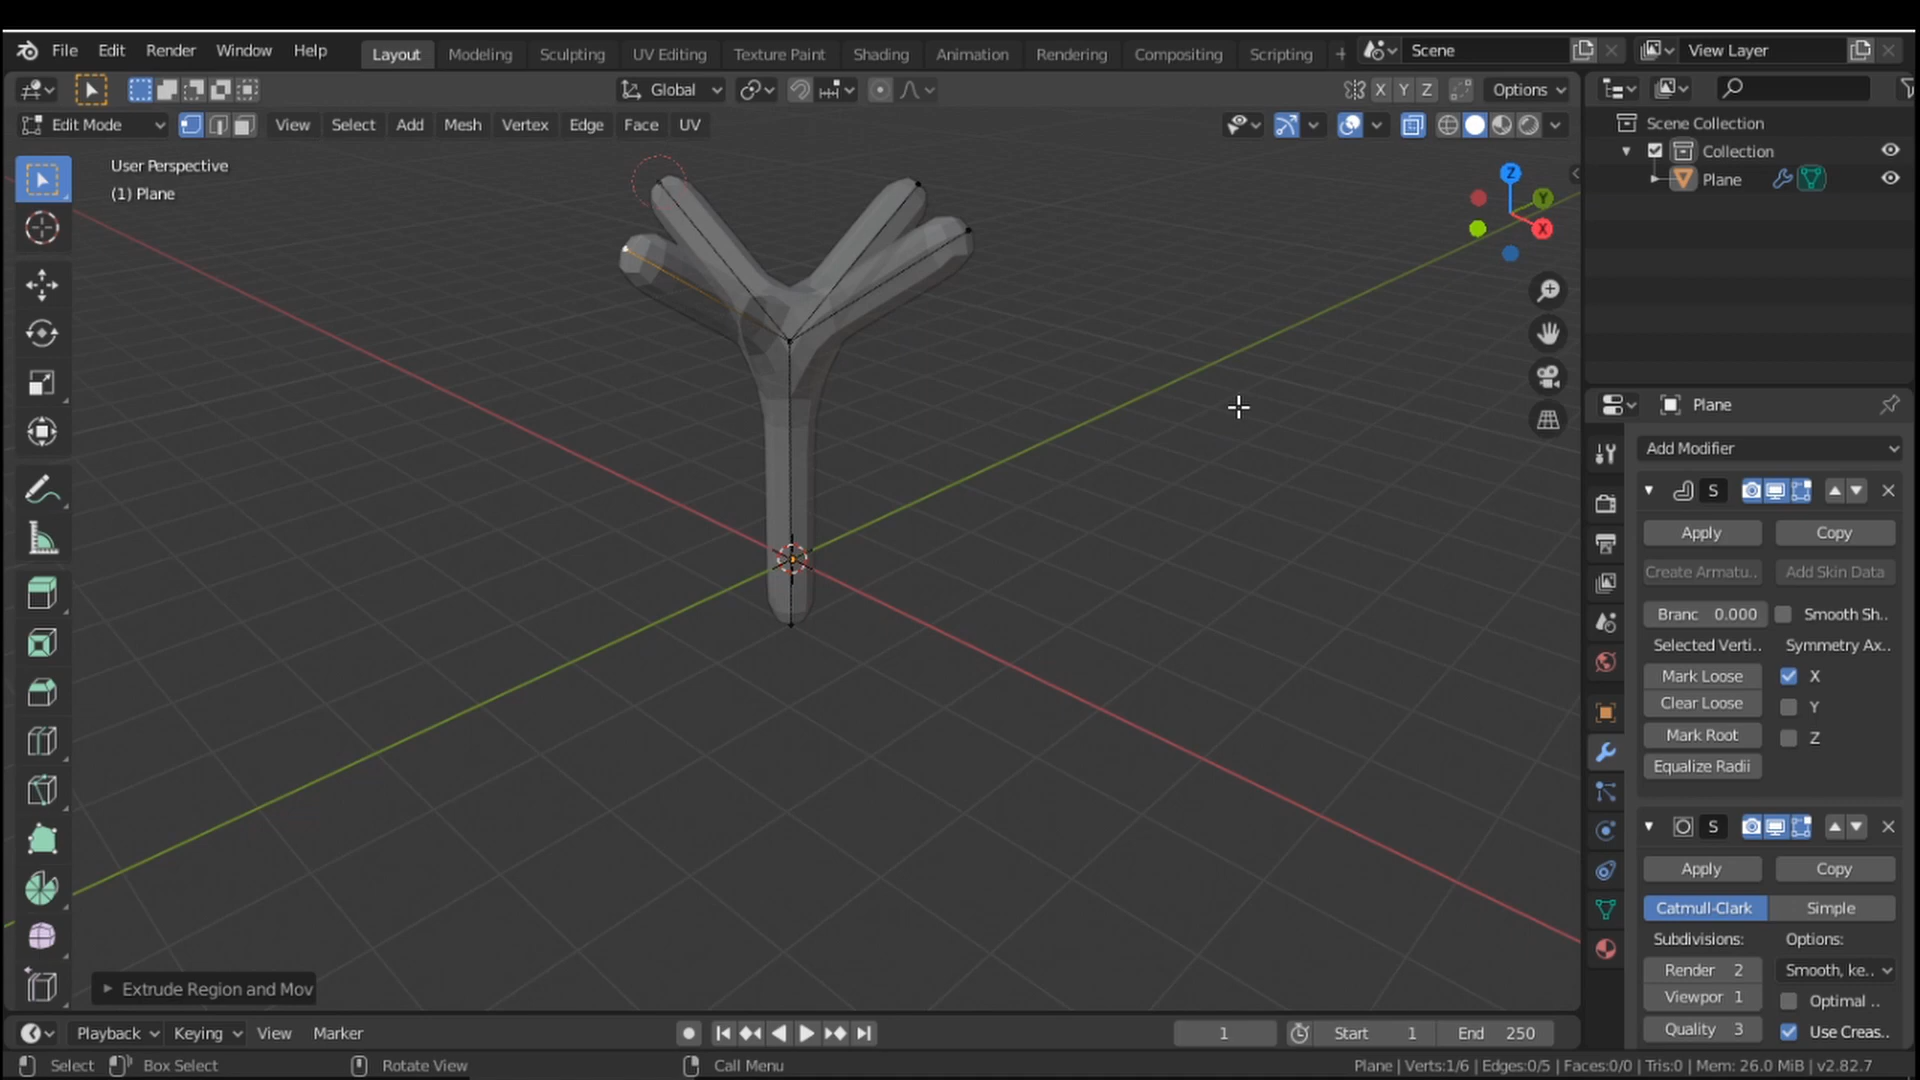 File Edit Render Window Help Layout Modeling Sculpting UV Editing Texture Paint Shading Animation Rendering Compositing Scripting + Scene View Layer
Global X Y Z Options
Edit Mode View Select Add Mesh Vertex Edge Face UV
Scene Collection
Collection
Plane
User Perspective
(1) Plane
Z
Y
X
Plane
Add Modifier
S
Apply Copy
Create Armatu.. Add Skin Data
Branc 0.000 Smooth Sh..
Selected Verti.. Symmetry Ax..
Mark Loose X
Clear Loose Y
Mark Root Z
Equalize Radii
S
Apply Copy
Catmull-Clark Simple
Subdivisions: Options:
Render 2 Smooth, ke..
Viewpor 1 Optimal ..
Quality 3 Use Creas..
Extrude Region and Mov
Playback Keying View Marker 1 Start 1 End 250
Select Box Select Rotate View Call Menu Plane | Verts:1/6 | Edges:0/5 | Faces:0/0 | Tris:0 | Mem: 26.0 MiB | v2.82.7